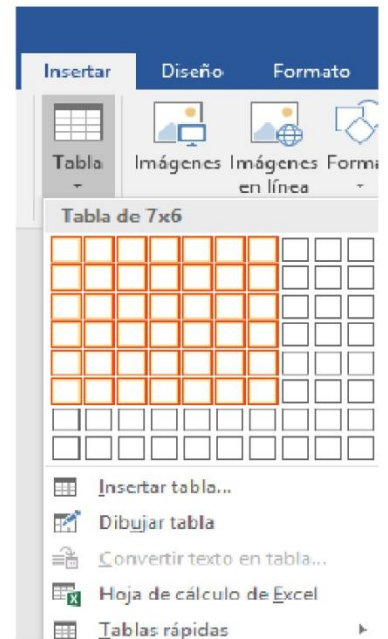 Insertar Diseño Formato
Tabla Imágenes Imágenes Forma
en línea
Tabla de 7x6
Insertar tabla...
Dibujar tabla
Convertir texto en tabla...
Hoja de cálculo de Excel
Tablas rápidas